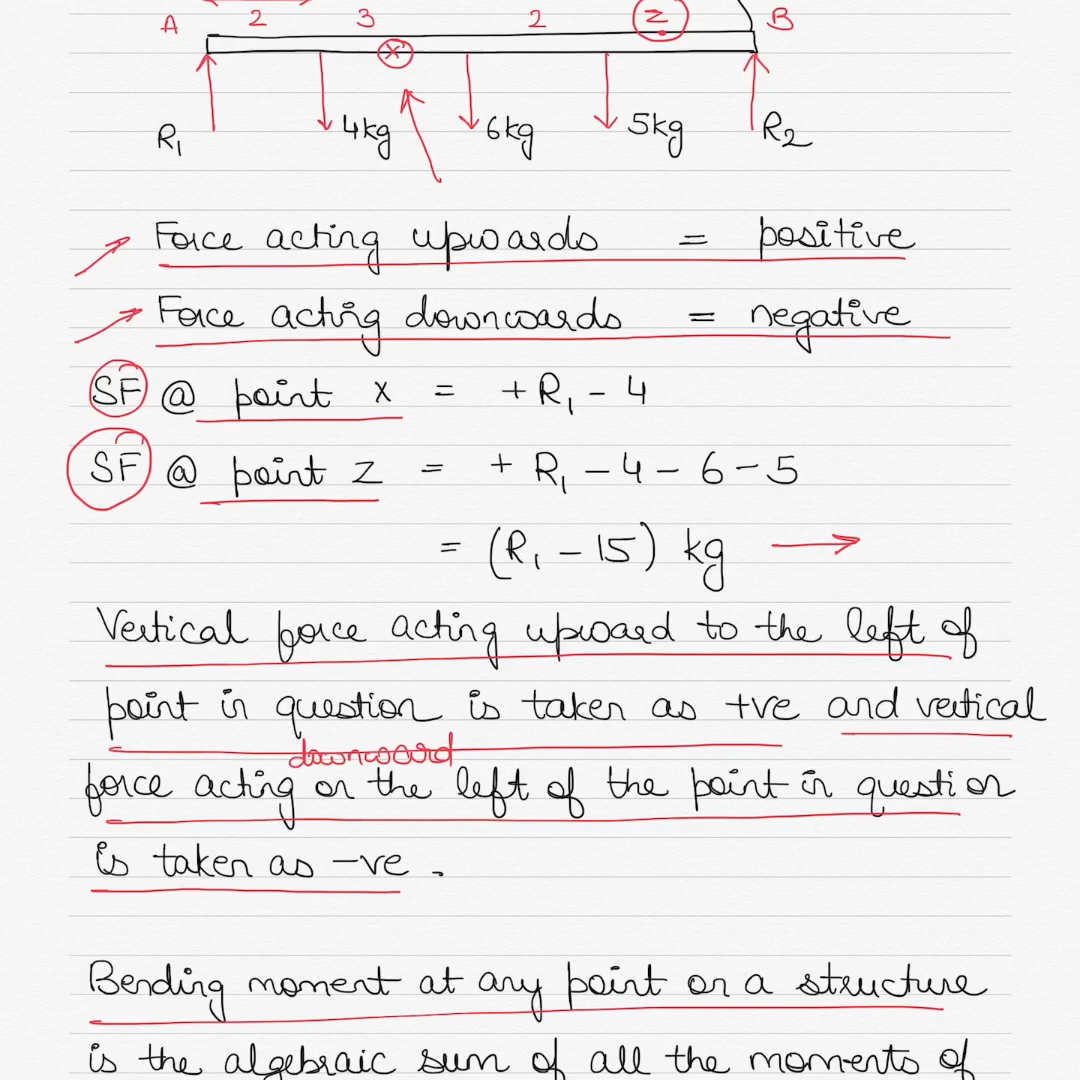 A 2 3 2 Z B
X
R₁ 4kg 6kg 5kg R₂
Force acting upwards = positive
Force acting downwards = negative
SF @ point x = +R₁ - 4
SF @ point z = + R₁ - 4 - 6 - 5
= (R₁ - 15) kg
Vertical force acting upward to the left of
point in question is taken as +ve and vertical
downward
force acting on the left of the point in question
is taken as -ve.
Bending moment at any point on a structure
is the algebraic sum of all the moments of